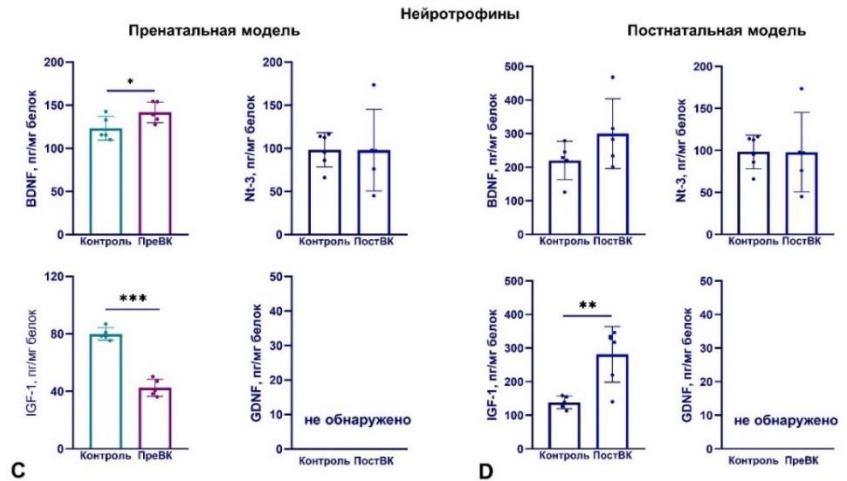 Нейротрофины
Пренатальная модель
Постнатальная модель
BDNF, пг/мг белок
200
150
100
50
0
*
Контроль ПреВК
Nt-3, пг/мг белок
200
150
100
50
0
Контроль ПостВК
BDNF, пг/мг белок
500
400
300
200
100
0
Контроль ПостВК
Nt-3, пг/мг белок
200
150
100
50
0
Контроль ПостВК
IGF-1, пг/мг белок
120
80
40
0
***
Контроль ПреВК
GDNF, пг/мг белок
50
40
30
20
10
0
не обнаружено
Контроль ПостВК
IGF-1, пг/мг белок
500
400
300
200
100
0
**
Контроль ПостВК
GDNF, пг/мг белок
50
40
30
20
10
0
не обнаружено
Контроль ПреВК
C
D